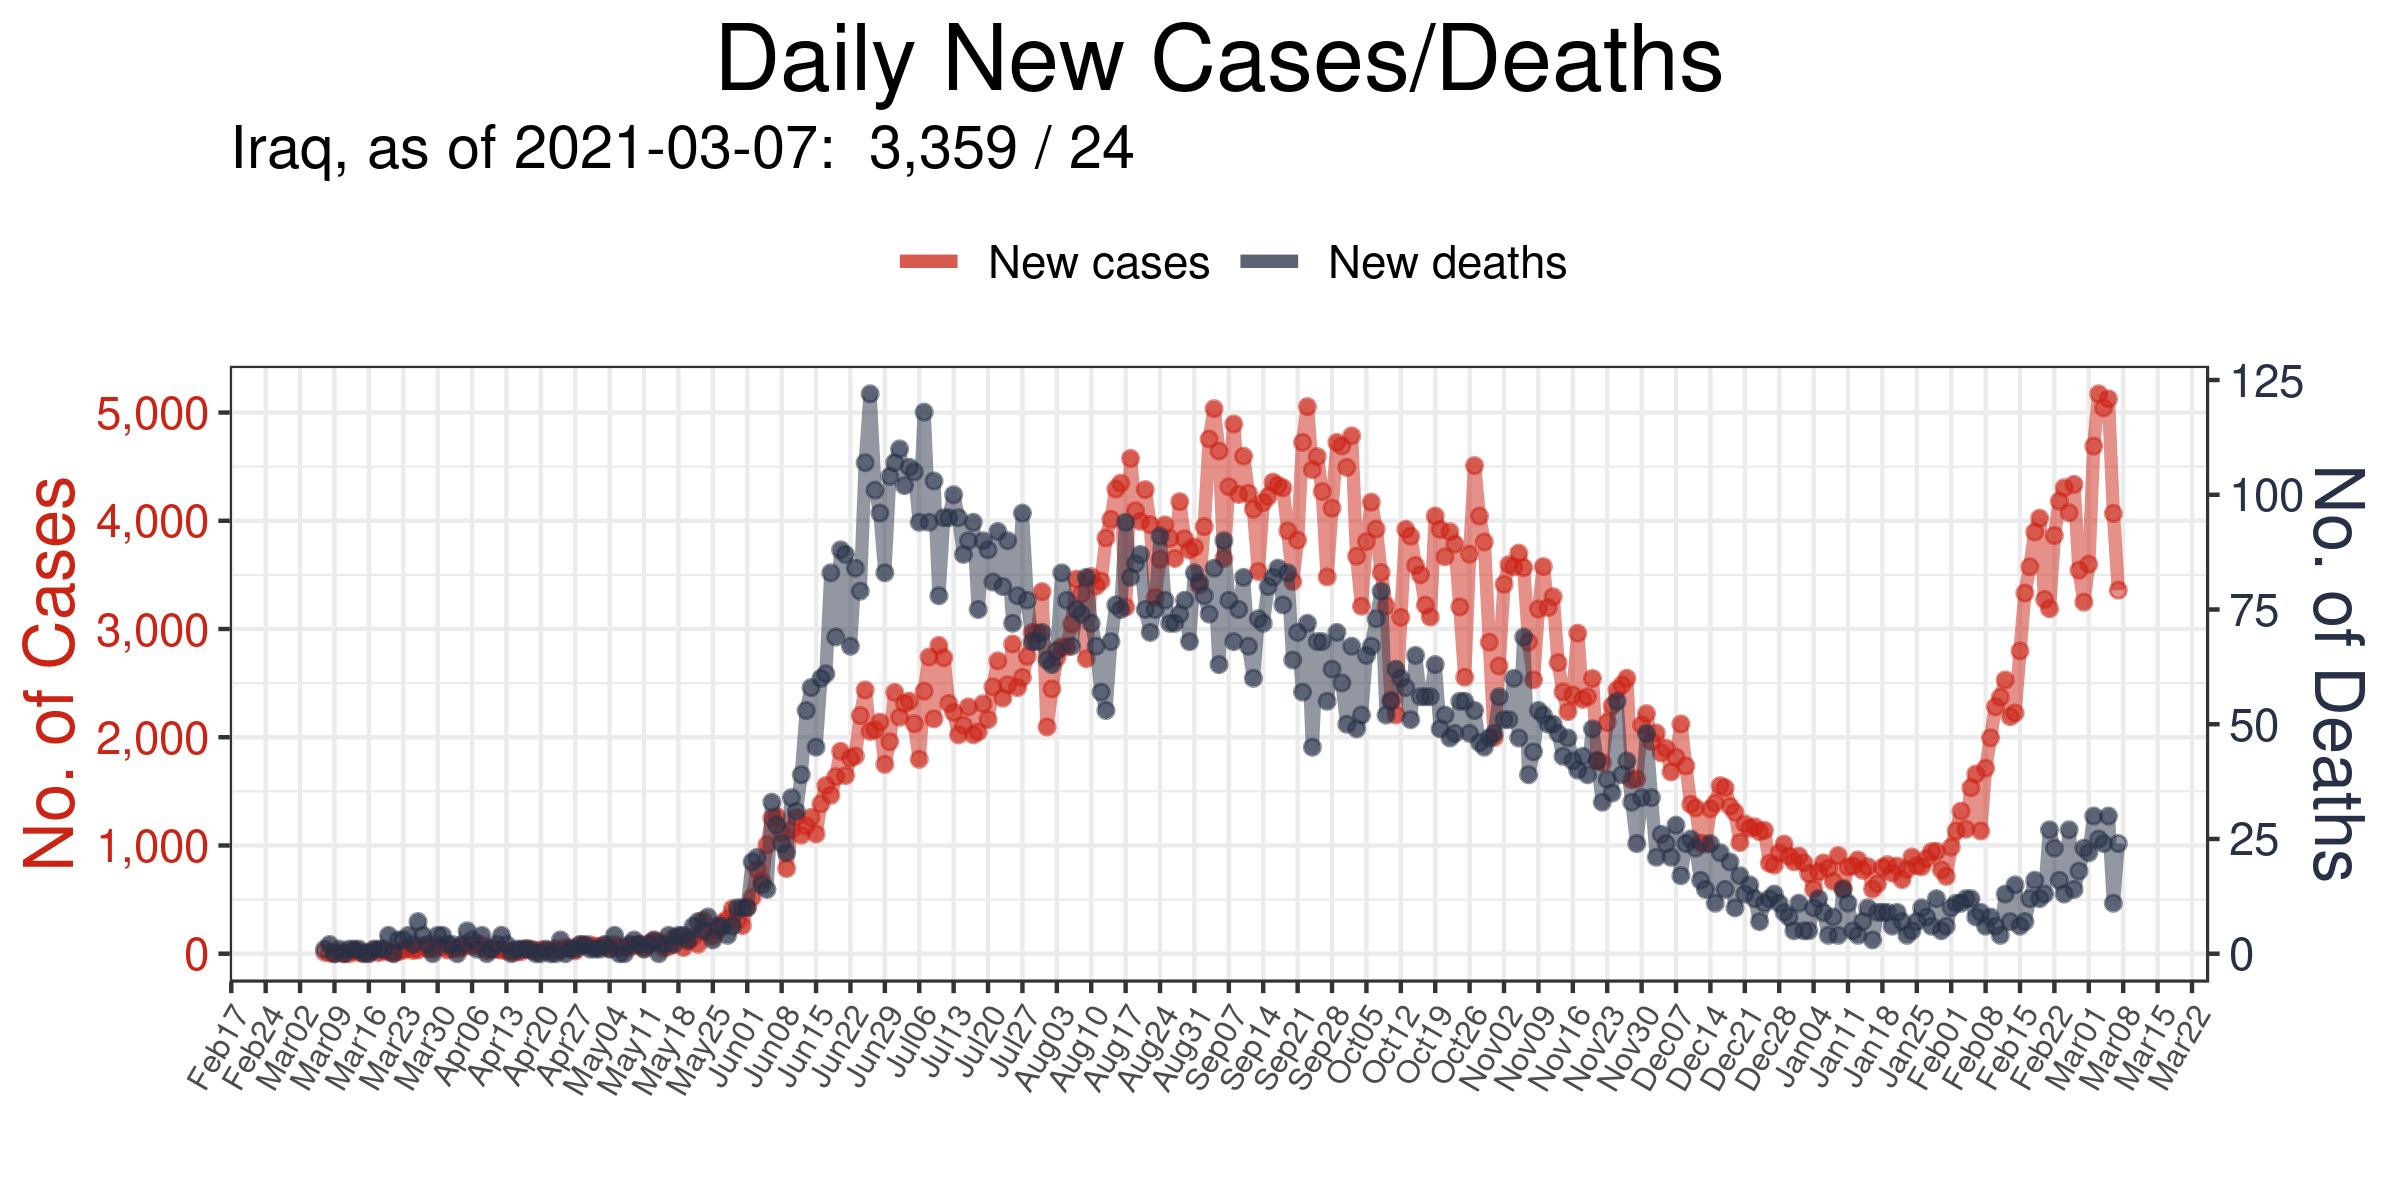 Daily New Cases/Deaths
Iraq, as of 2021-03-07:  3,359 / 24
New cases New deaths
No. of Cases
5,000
4,000
3,000
2,000
1,000
0
125
100
75
50
25
0
No. of Deaths
Feb17 Feb24 Mar02 Mar09 Mar16 Mar23 Mar30 Apr06 Apr13 Apr20 Apr27 May04 May11 May18 May25 Jun01 Jun08 Jun15 Jun22 Jun29 Jul06 Jul13 Jul20 Jul27 Aug03 Aug10 Aug17 Aug24 Aug31 Sep07 Sep14 Sep21 Sep28 Oct05 Oct12 Oct19 Oct26 Nov02 Nov09 Nov16 Nov23 Nov30 Dec07 Dec14 Dec21 Dec28 Jan04 Jan11 Jan18 Jan25 Feb01 Feb08 Feb15 Feb22 Mar01 Mar08 Mar15 Mar22